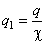 q₁ = q/χ